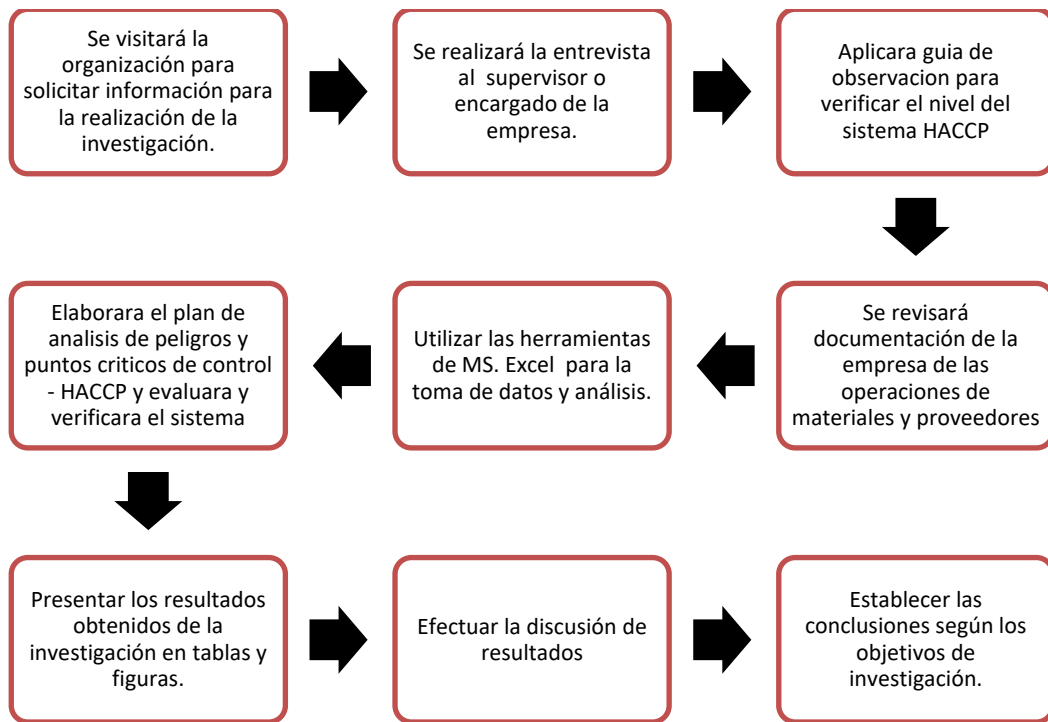 Se visitará la
organización para
solicitar información para
la realización de la
investigación.
Se realizará la entrevista
al supervisor o
encargado de la
empresa.
Aplicara guia de
observacion para
verificar el nivel del
sistema HACCP
Se revisará
documentación de la
empresa de las
operaciones de
materiales y proveedores
Utilizar las herramientas
de MS. Excel para la
toma de datos y análisis.
Elaborara el plan de
analisis de peligros y
puntos criticos de control
- HACCP y evaluara y
verificara el sistema
Presentar los resultados
obtenidos de la
investigación en tablas y
figuras.
Efectuar la discusión de
resultados
Establecer las
conclusiones según los
objetivos de
investigación.